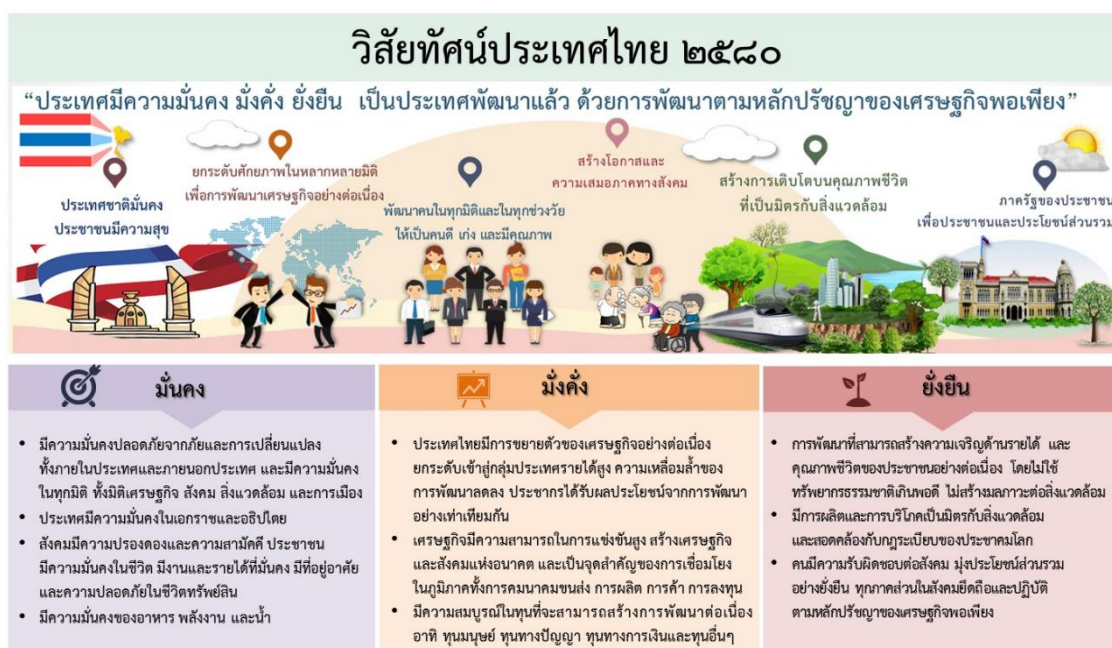 วิสัยทัศน์ประเทศไทย ๒๕๘๐
“ประเทศมีความมั่นคง มั่งคั่ง ยั่งยืน เป็นประเทศพัฒนาแล้ว ด้วยการพัฒนาตามหลักปรัชญาของเศรษฐกิจพอเพียง”
ประเทศชาติมั่นคง
ประชาชนมีความสุข
ยกระดับศักยภาพในหลากหลายมิติ
เพื่อการพัฒนาเศรษฐกิจอย่างต่อเนื่อง
พัฒนาคนในทุกมิติและในทุกช่วงวัย
ให้เป็นคนดี เก่ง และมีคุณภาพ
สร้างโอกาสและ
ความเสมอภาคทางสังคม
สร้างการเติบโตบนคุณภาพชีวิต
ที่เป็นมิตรกับสิ่งแวดล้อม
ภาครัฐของประชาชน
เพื่อประชาชนและประโยชน์ส่วนรวม
มั่นคง
• มีความมั่นคงปลอดภัยจากภัยและการเปลี่ยนแปลง
ทั้งภายในประเทศและภายนอกประเทศ และมีความมั่นคง
ในทุกมิติ ทั้งมิติเศรษฐกิจ สังคม สิ่งแวดล้อม และการเมือง
• ประเทศมีความมั่นคงในเอกราชและอธิปไตย
• สังคมมีความปรองดองและความสามัคคี ประชาชน
มีความมั่นคงในชีวิต มีงานและรายได้ที่มั่นคง มีที่อยู่อาศัย
และความปลอดภัยในชีวิตทรัพย์สิน
• มีความมั่นคงของอาหาร พลังงาน และน้ำ
มั่งคั่ง
• ประเทศไทยมีการขยายตัวของเศรษฐกิจอย่างต่อเนื่อง
ยกระดับเข้าสู่กลุ่มประเทศรายได้สูง ความเหลื่อมล้ำของ
การพัฒนาลดลง ประชากรได้รับผลประโยชน์จากการพัฒนา
อย่างเท่าเทียมกัน
• เศรษฐกิจมีความสามารถในการแข่งขันสูง สร้างเศรษฐกิจ
และสังคมแห่งอนาคต และเป็นจุดสำคัญของการเชื่อมโยง
ในภูมิภาคทั้งการคมนาคมขนส่ง การผลิต การค้า การลงทุน
• มีความสมบูรณ์ในทุนที่จะสามารถสร้างการพัฒนาต่อเนื่อง
อาทิ ทุนมนุษย์ ทุนทางปัญญา ทุนทางการเงินและทุนอื่นๆ
ยั่งยืน
• การพัฒนาที่สามารถสร้างความเจริญด้านรายได้ และ
คุณภาพชีวิตของประชาชนอย่างต่อเนื่อง โดยไม่ใช้
ทรัพยากรธรรมชาติเกินพอดี ไม่สร้างมลภาวะต่อสิ่งแวดล้อม
• มีการผลิตและการบริโภคเป็นมิตรกับสิ่งแวดล้อม
และสอดคล้องกับกฎระเบียบของประชาคมโลก
• คนมีความรับผิดชอบต่อสังคม มุ่งประโยชน์ส่วนรวม
อย่างยั่งยืน ทุกภาคส่วนในสังคมยึดถือและปฏิบัติ
ตามหลักปรัชญาของเศรษฐกิจพอเพียง